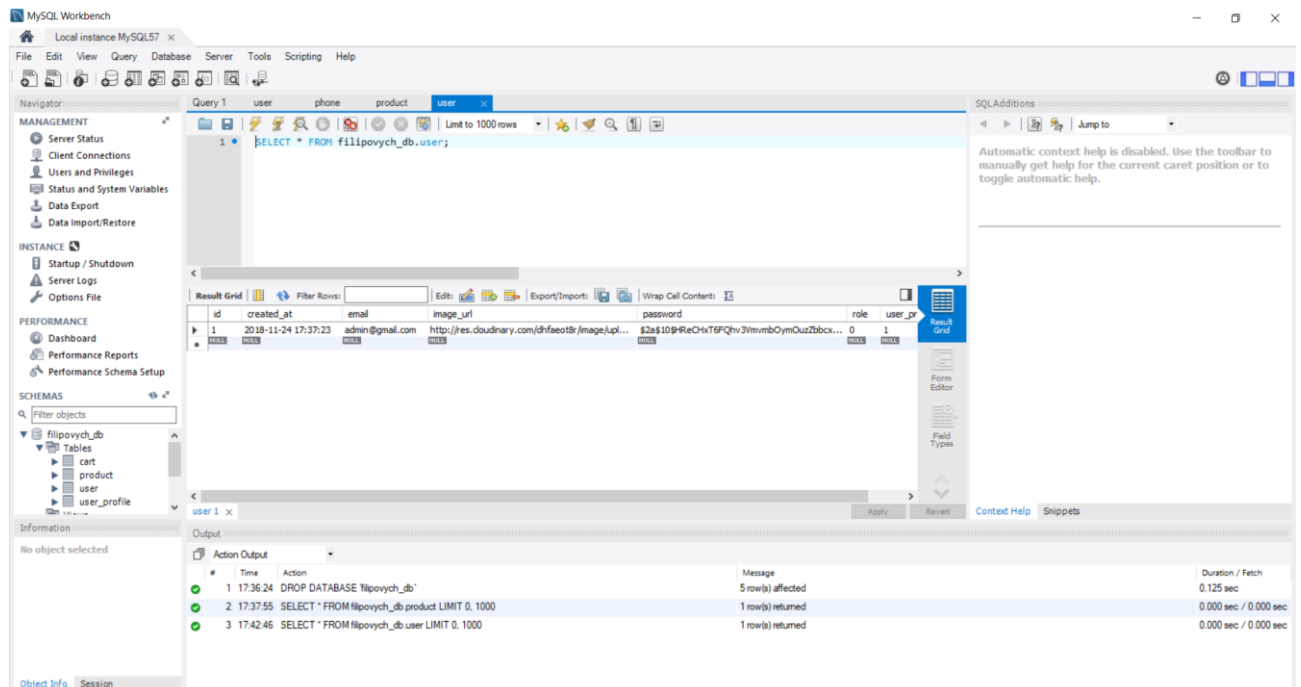 MySQL Workbench
Local instance MySQL57
File Edit View Query Database Server Tools Scripting Help
Navigator
MANAGEMENT
Server Status
Client Connections
Users and Privileges
Status and System Variables
Data Export
Data Import/Restore
INSTANCE
Startup / Shutdown
Server Logs
Options File
PERFORMANCE
Dashboard
Performance Reports
Performance Schema Setup
SCHEMAS
Filter objects
filipovych_db
Tables
cart
product
user
user_profile
Information
No object selected
Object Info Session
Query 1 user phone product user
Limit to 1000 rows
1 SELECT * FROM filipovych_db.user;
Result Grid Filter Rows: Edit: Export/Import: Wrap Cell Content:
id created_at email image_url password role user_pr
1 2018-11-24 17:37:23 admin@gmail.com http://res.cloudinary.com/dhfaeot8r/image/upl... $2a$10$HReCHxT6FQhv3VmvmbOymOuzZbbcx... 0 1
NULL NULL NULL NULL NULL NULL NULL
Result Grid
Form Editor
Field Types
user 1 Apply Revert
SQLAdditions
Jump to
Automatic context help is disabled. Use the toolbar to
manually get help for the current caret position or to
toggle automatic help.
Context Help Snippets
Output
Action Output
# Time Action Message Duration / Fetch
1 17:36:24 DROP DATABASE `filipovych_db` 5 row(s) affected 0.125 sec
2 17:37:55 SELECT * FROM filipovych_db.product LIMIT 0, 1000 1 row(s) returned 0.000 sec / 0.000 sec
3 17:42:46 SELECT * FROM filipovych_db.user LIMIT 0, 1000 1 row(s) returned 0.000 sec / 0.000 sec